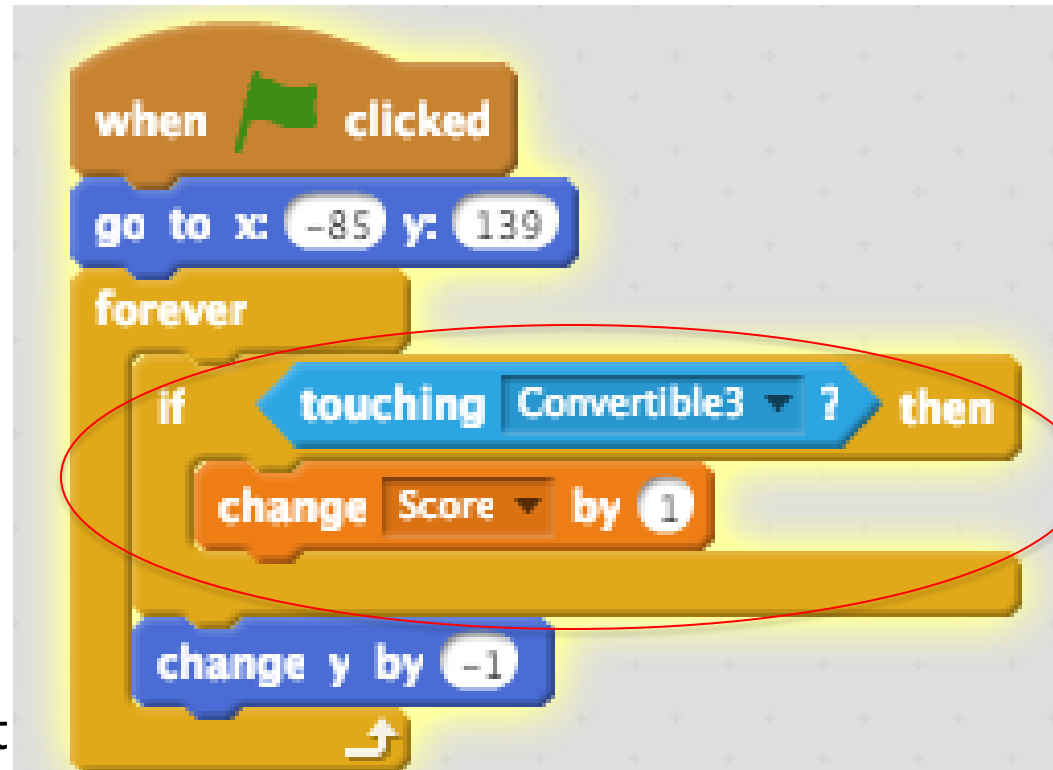 when clicked
go to x: -85 y: 139
forever
if touching Convertible3 ? then
change Score by 1
change y by -1
t